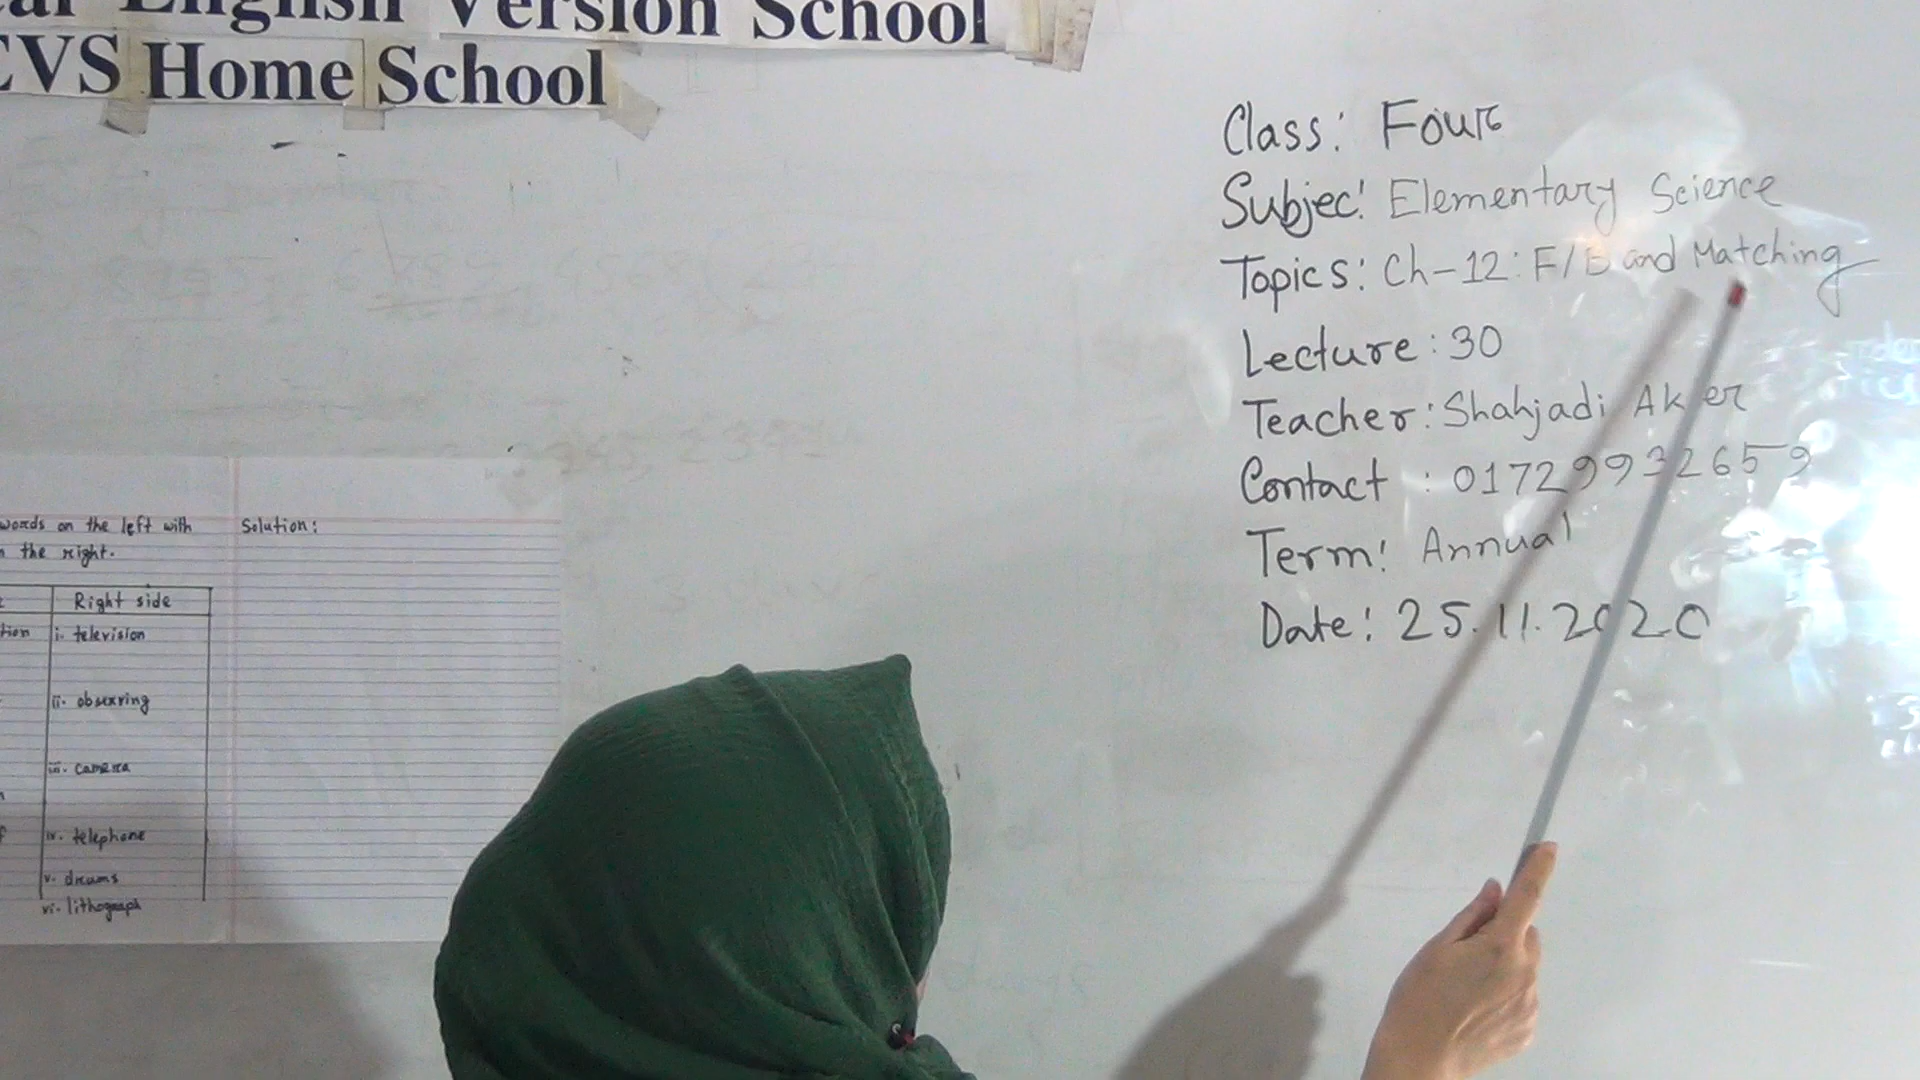 English Version School
EVS Home School
Class: Four
Subjec: Elementary Science
Topics: Ch-12: F/B and Matching
Lecture: 30
Teacher: Shahjadi Akter
Contact : 01729932659
Term: Annual
Date: 25.11.2020
words on the left with
the right.
Right side
i. television
ii. observing
iii. camera
iv. telephone
v. drums
vi. lithograph
Solution: